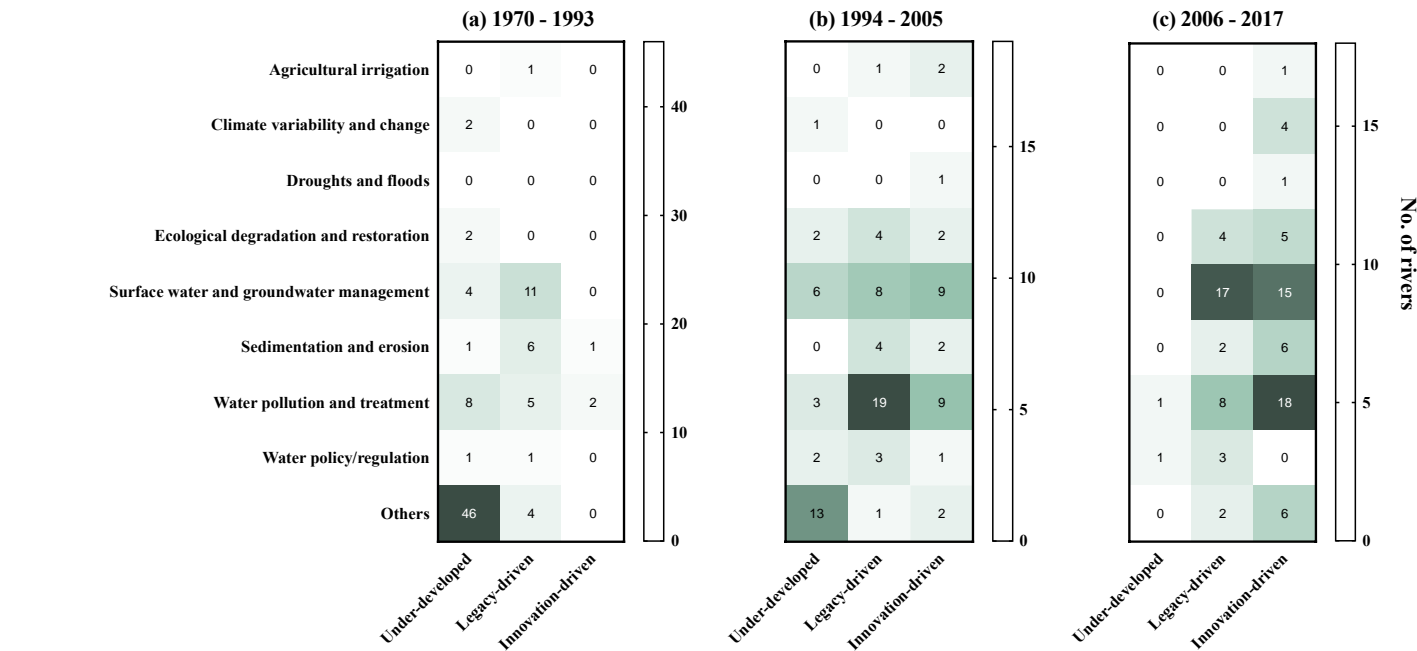 (a) 1970 - 1993
(b) 1994 - 2005
(c) 2006 - 2017
Agricultural irrigation 0 1 0 0 1 2 0 0 1
Climate variability and change 2 0 0 1 0 0 0 0 4
Droughts and floods 0 0 0 0 0 1 0 0 1
Ecological degradation and restoration 2 0 0 2 4 2 0 4 5
Surface water and groundwater management 4 11 0 6 8 9 0 17 15
Sedimentation and erosion 1 6 1 0 4 2 0 2 6
Water pollution and treatment 8 5 2 3 19 9 1 8 18
Water policy/regulation 1 1 0 2 3 1 1 3 0
Others 46 4 0 13 1 2 0 2 6
40
30
20
10
0
15
10
5
0
15
10
5
0
No. of rivers
Under-developed
Legacy-driven
Innovation-driven
Under-developed
Legacy-driven
Innovation-driven
Under-developed
Legacy-driven
Innovation-driven